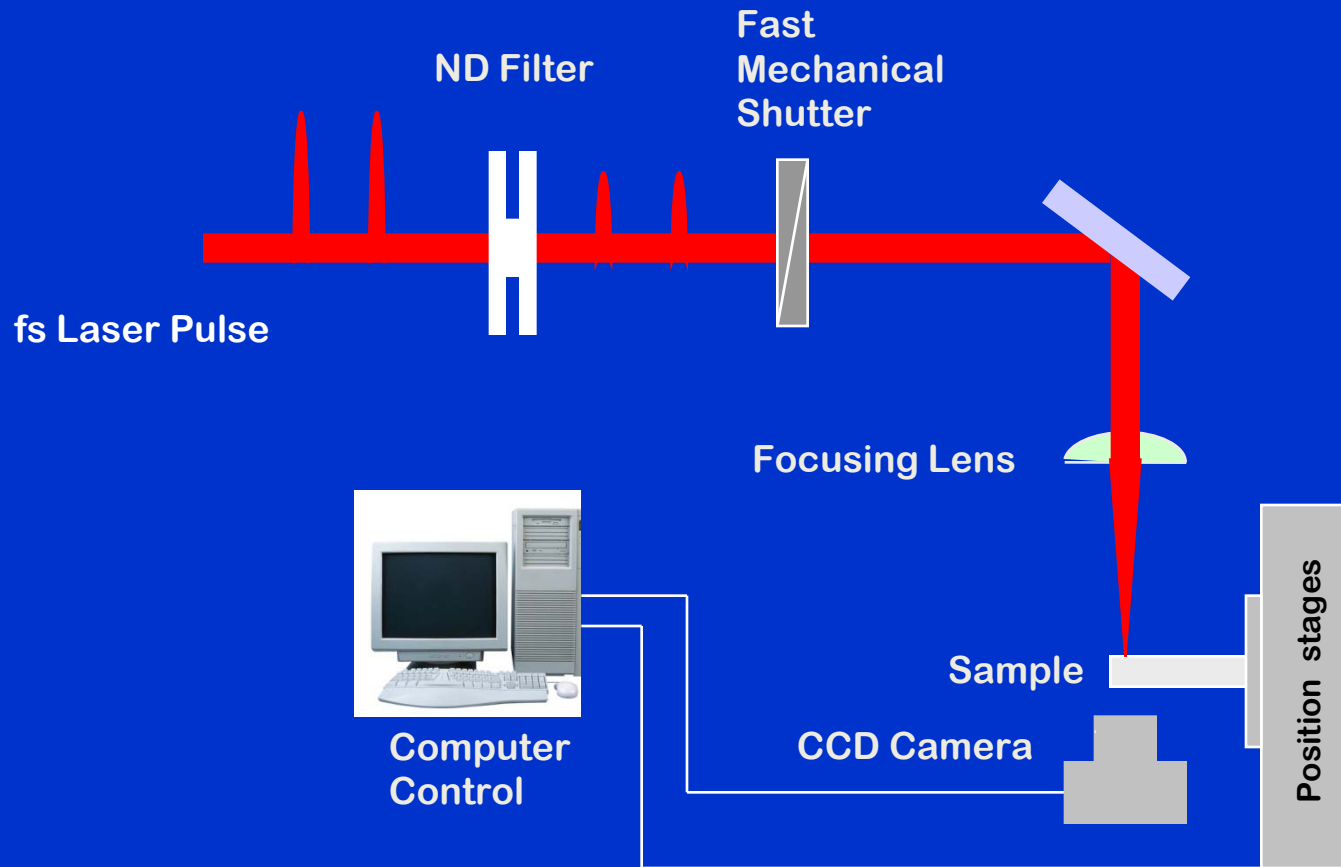 Fast
Mechanical
Shutter
ND Filter
fs Laser Pulse
Focusing Lens
Sample
Position stages
CCD Camera
Computer
Control